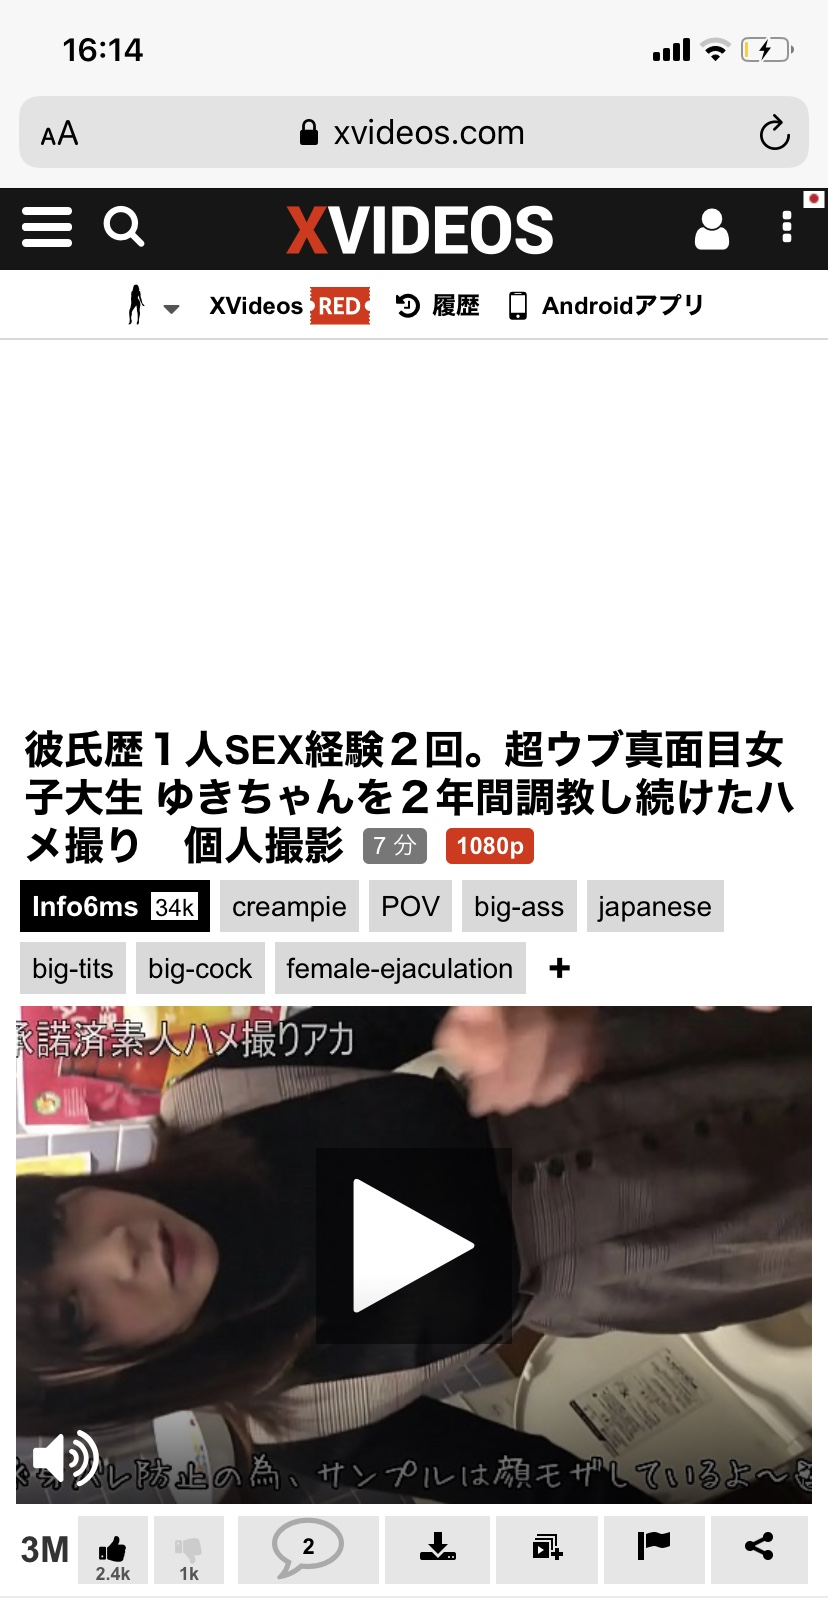 16:14
AA
xvideos.com
XVIDEOS
XVideos RED 履歴 Androidアプリ
彼氏歴１人SEX経験２回。超ウブ真面目女
子大生 ゆきちゃんを２年間調教し続けたハ
メ撮り　個人撮影 7 分 1080p
Info6ms 34k creampie POV big-ass japanese
big-tits big-cock female-ejaculation +
諾済素人ハメ撮りアカ
バレ防止の為、サンプルは顔モザしているよ〜
3M 2.4k 1k 2